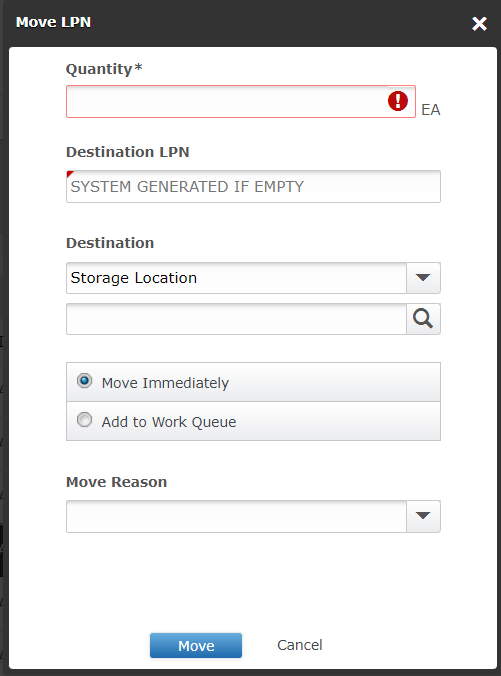 Move LPN
Quantity*
EA
Destination LPN
SYSTEM GENERATED IF EMPTY
Destination
Storage Location
Move Immediately
Add to Work Queue
Move Reason
Move Cancel